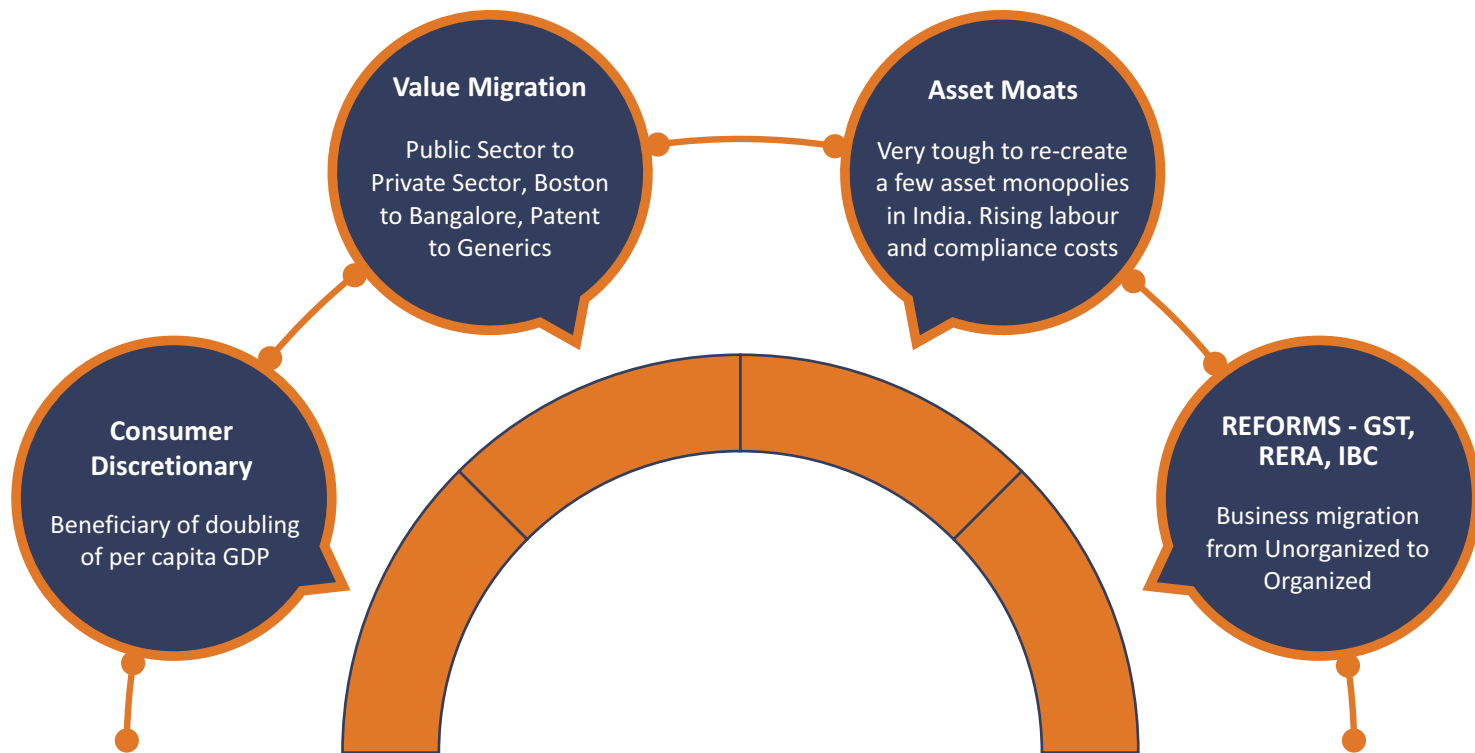 Value Migration
Public Sector to
Private Sector, Boston
to Bangalore, Patent
to Generics
Asset Moats
Very tough to re-create
a few asset monopolies
in India. Rising labour
and compliance costs
Consumer
Discretionary
Beneficiary of doubling
of per capita GDP
REFORMS - GST,
RERA, IBC
Business migration
from Unorganized to
Organized